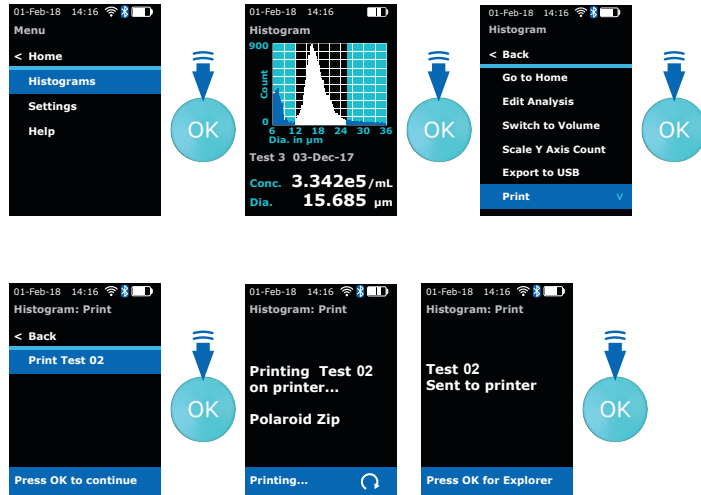 01-Feb-18 14:16
Menu
< Home
Histograms
Settings
Help
OK
01-Feb-18 14:16
Histogram
900
Count
0
6 12 18 24 30 36
Dia. in µm
Test 3 03-Dec-17
Conc. 3.342e5/mL
Dia. 15.685 µm
OK
01-Feb-18 14:16
Histogram
< Back
Go to Home
Edit Analysis
Switch to Volume
Scale Y Axis Count
Export to USB
Print V
OK
01-Feb-18 14:16
Histogram: Print
< Back
Print Test 02
Press OK to continue
OK
01-Feb-18 14:16
Histogram: Print
Printing Test 02
on printer...
Polaroid Zip
Printing...
01-Feb-18 14:16
Histogram: Print
Test 02
Sent to printer
Press OK for Explorer
OK